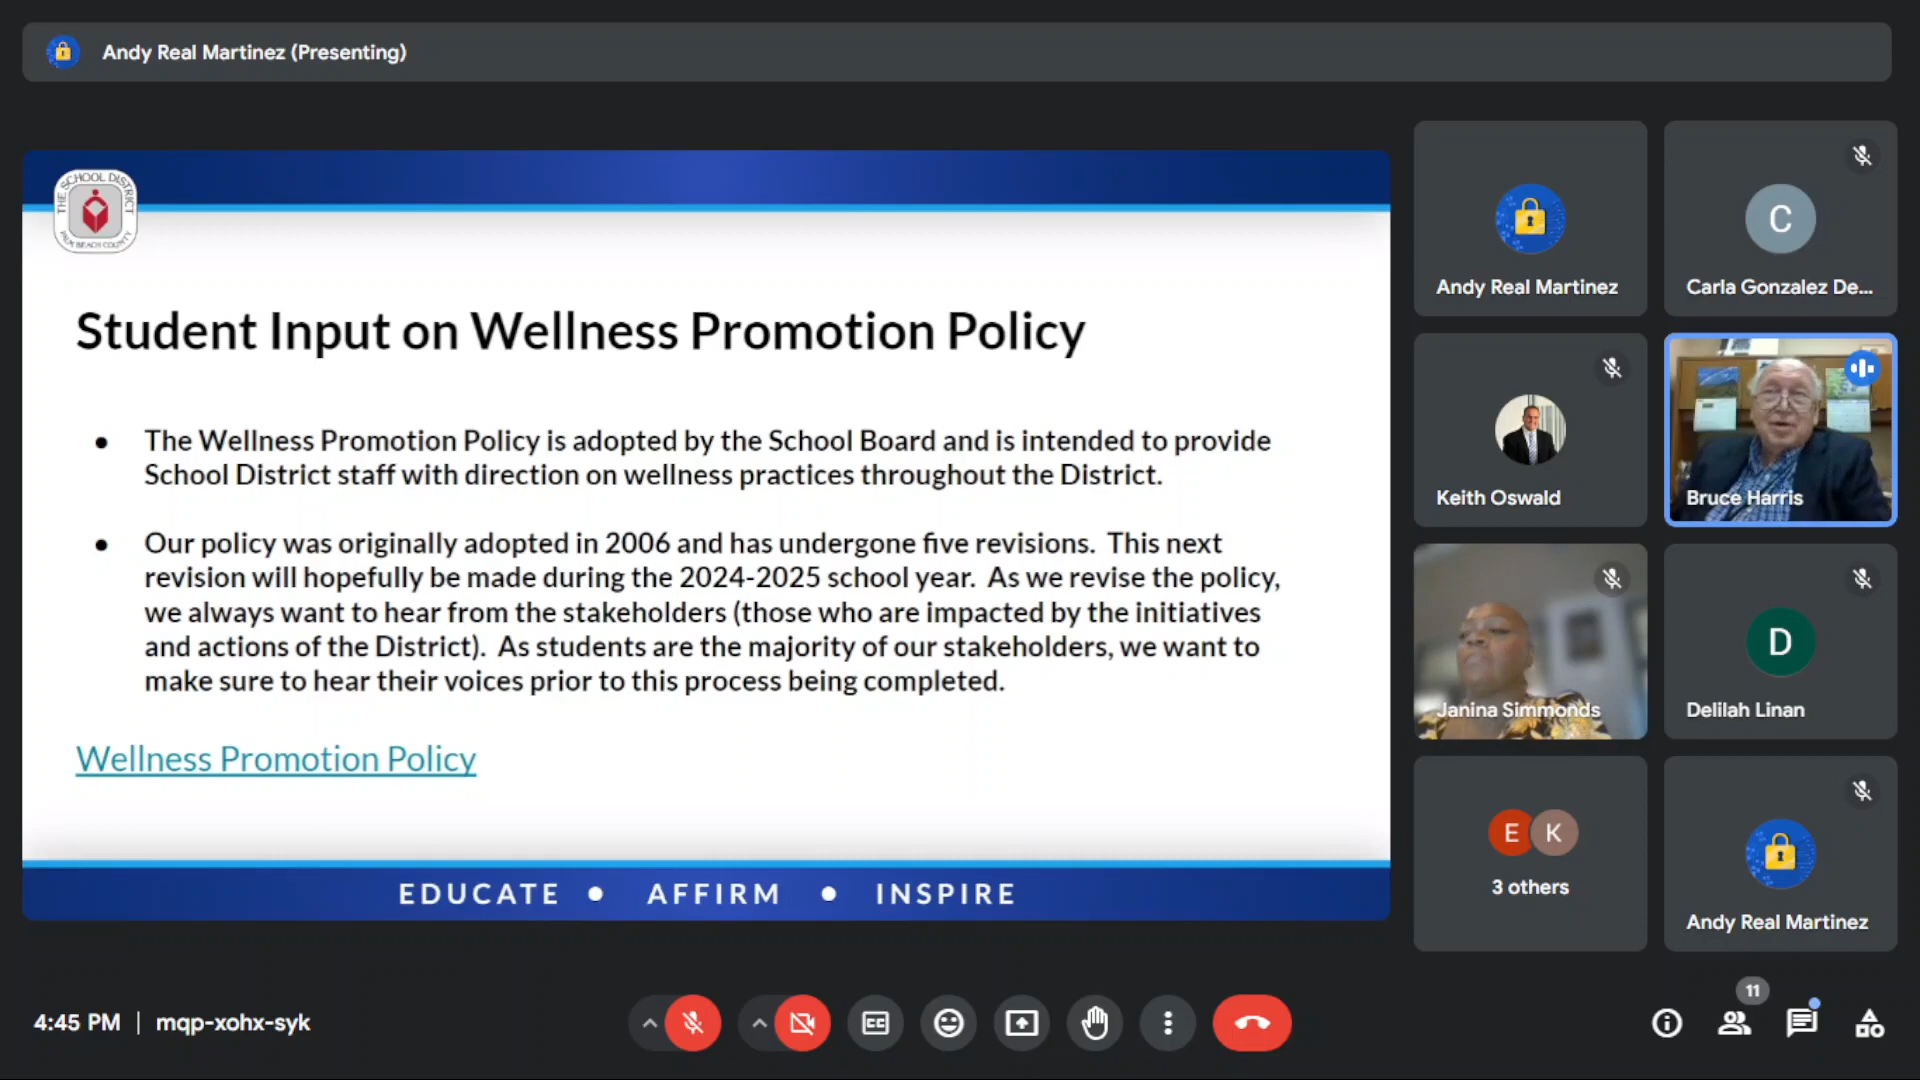 Andy Real Martinez (Presenting)
THE SCHOOL DISTRICT
PALM BEACH COUNTY
Student Input on Wellness Promotion Policy
● The Wellness Promotion Policy is adopted by the School Board and is intended to provide
School District staff with direction on wellness practices throughout the District.
● Our policy was originally adopted in 2006 and has undergone five revisions. This next
revision will hopefully be made during the 2024-2025 school year. As we revise the policy,
we always want to hear from the stakeholders (those who are impacted by the initiatives
and actions of the District). As students are the majority of our stakeholders, we want to
make sure to hear their voices prior to this process being completed.
Wellness Promotion Policy
EDUCATE ● AFFIRM ● INSPIRE
Andy Real Martinez
C
Carla Gonzalez De...
Keith Oswald
Bruce Harris
Janina Simmonds
D
Delilah Linan
E K
3 others
Andy Real Martinez
4:45 PM | mqp-xohx-syk
CC
11